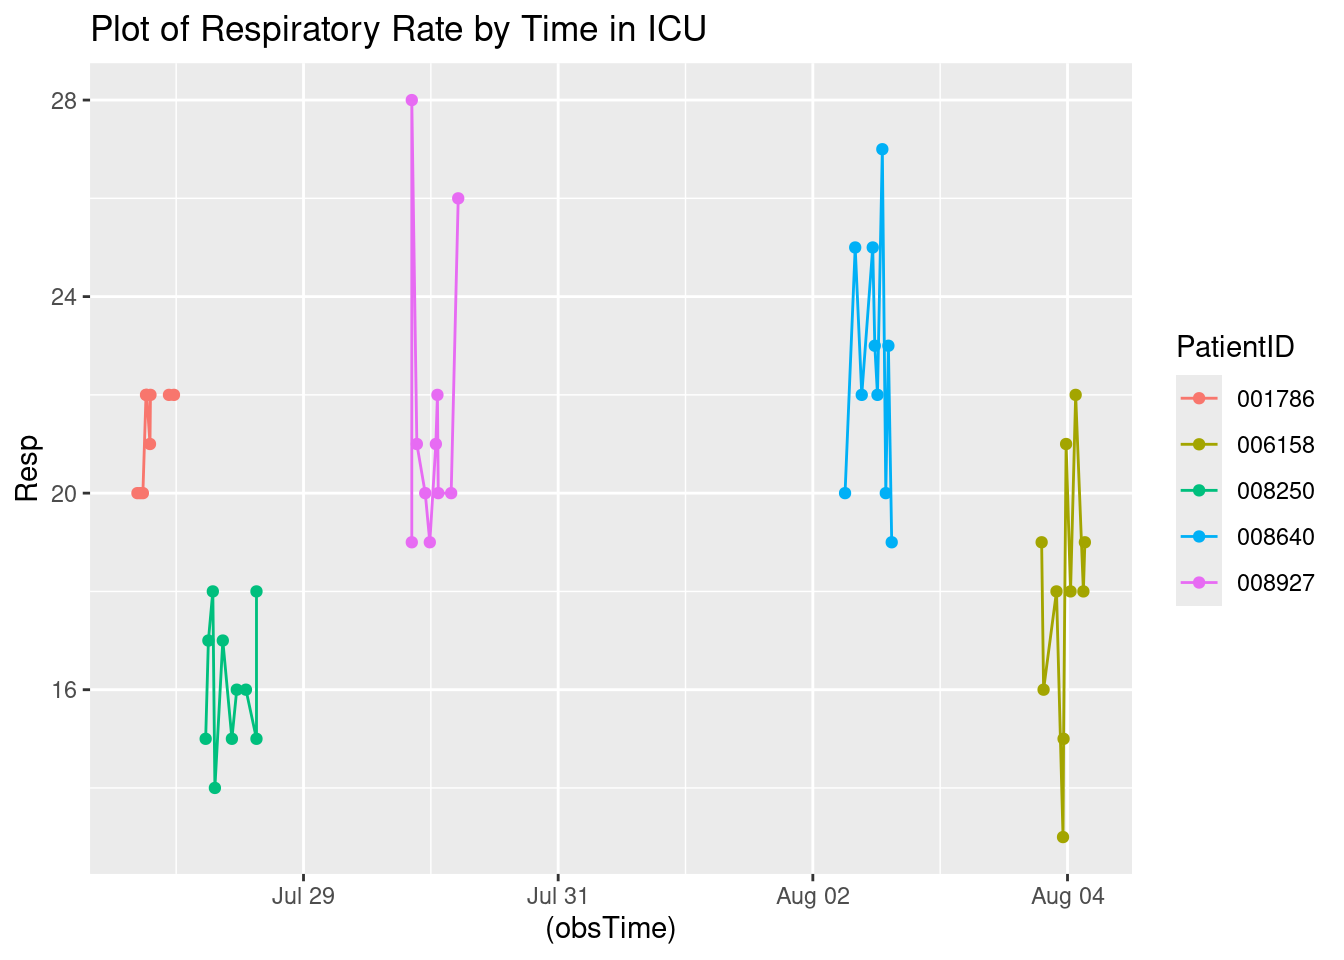 Plot of Respiratory Rate by Time in ICU
28
24
20
16
Resp
Jul 29
Jul 31
Aug 02
Aug 04
(obsTime)
PatientID
001786
006158
008250
008640
008927